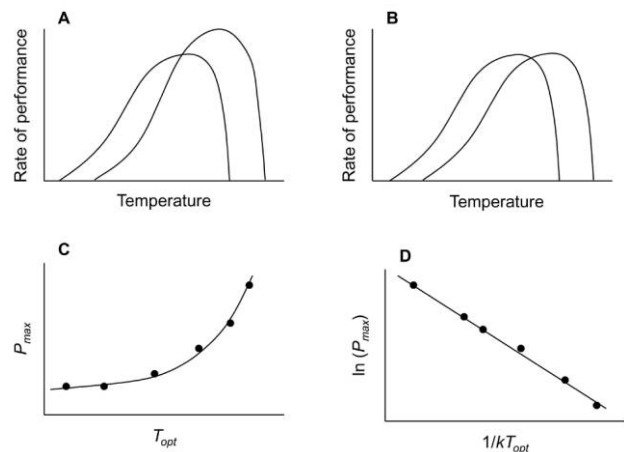 A
Rate of performance
Temperature
B
Rate of performance
Temperature
C
P_max
T_opt
D
ln (P_max)
1/kT_opt